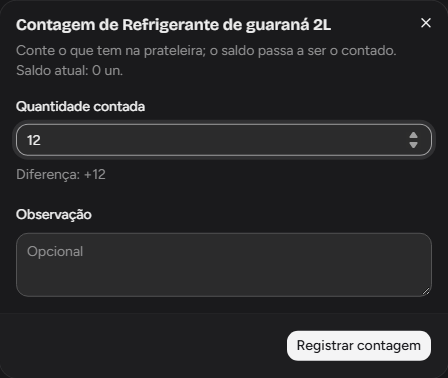 Contagem de Refrigerante de guaraná 2L
Conte o que tem na prateleira; o saldo passa a ser o contado.
Saldo atual: 0 un.
Quantidade contada
12
Diferença: +12
Observação
Opcional
Registrar contagem